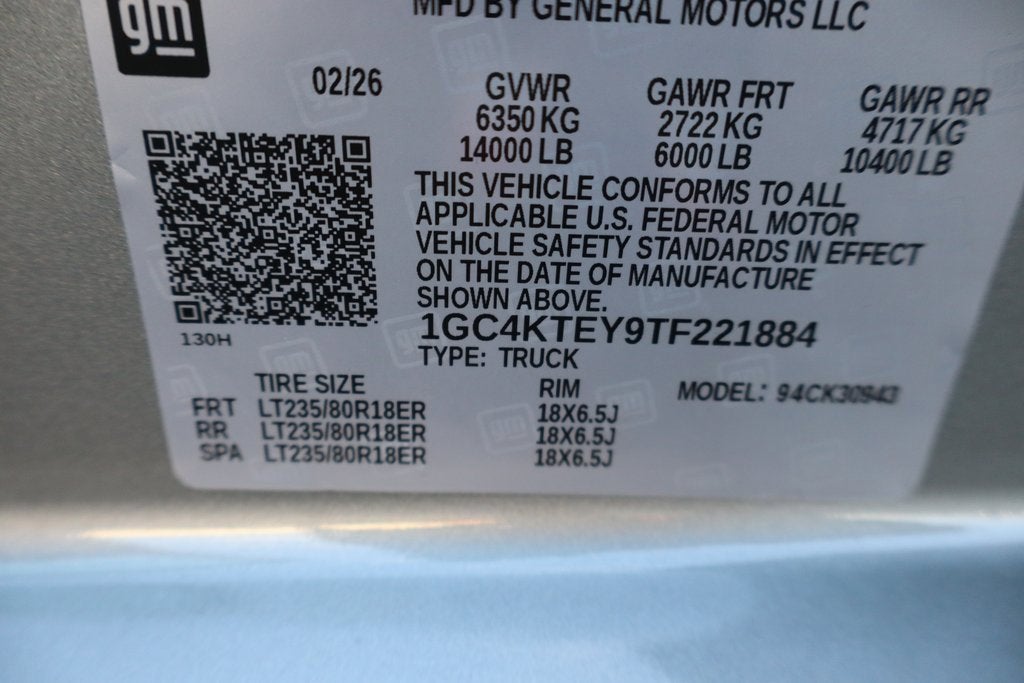 gm
MFD BY GENERAL MOTORS LLC
02/26
GVWR GAWR FRT GAWR RR
6350 KG 2722 KG 4717 KG
14000 LB 6000 LB 10400 LB
THIS VEHICLE CONFORMS TO ALL
APPLICABLE U.S. FEDERAL MOTOR
VEHICLE SAFETY STANDARDS IN EFFECT
ON THE DATE OF MANUFACTURE
SHOWN ABOVE.
130H
1GC4KTEY9TF221884
TYPE: TRUCK
TIRE SIZE RIM MODEL: 94CK30943
FRT LT235/80R18ER 18X6.5J
RR LT235/80R18ER 18X6.5J
SPA LT235/80R18ER 18X6.5J